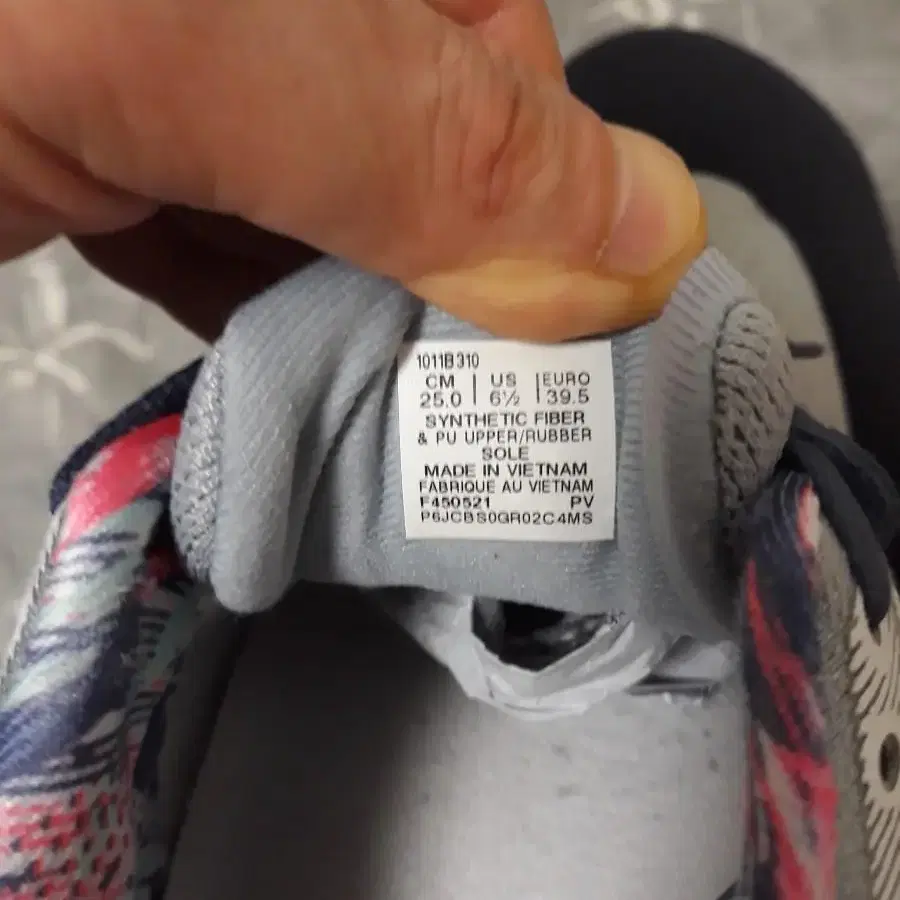 1011B310
CM US EURO
25.0 6½ 39.5
SYNTHETIC FIBER
& PU UPPER/RUBBER
SOLE
MADE IN VIETNAM
FABRIQUE AU VIETNAM
F450521 PV
P6JCBS0GR02C4MS